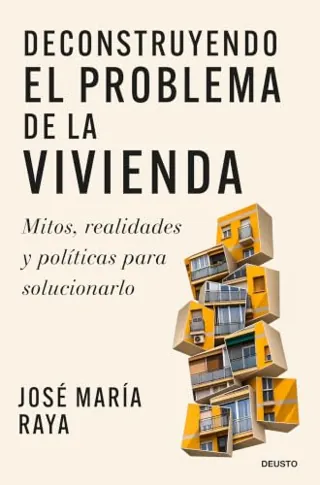 DECONSTRUYENDO
EL PROBLEMA
DE LA
VIVIENDA
Mitos, realidades
y políticas para
solucionarlo
JOSÉ MARÍA
RAYA
DEUSTO